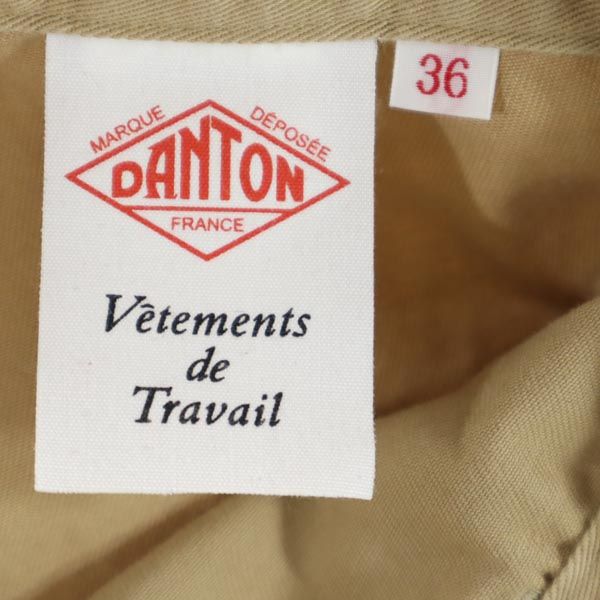 MARQUE DÉPOSÉE
DANTON
FRANCE
Vêtements
de
Travail
36